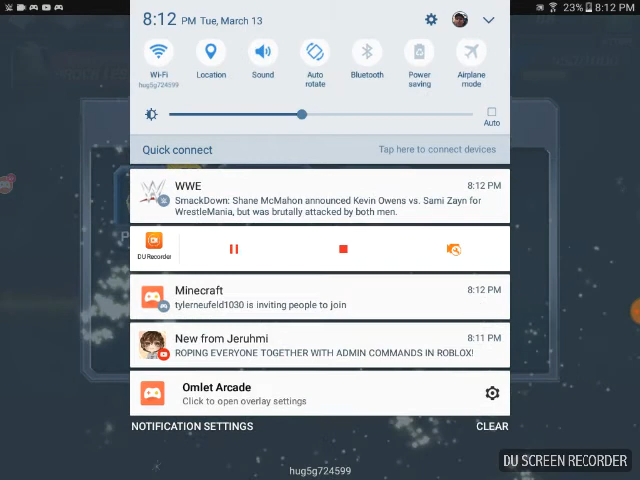 23% 8:12 PM
8:12 PM Tue, March 13
Wi-Fi
hug5g724599
Location
Sound
Auto
rotate
Bluetooth
Power
saving
Airplane
mode
Auto
Quick connect
Tap here to connect devices
WWE
8:12 PM
SmackDown: Shane McMahon announced Kevin Owens vs. Sami Zayn for
WrestleMania, but was brutally attacked by both men.
DU Recorder
Minecraft
8:12 PM
tylerneufeld1030 is inviting people to join
New from Jeruhmi
8:11 PM
ROPING EVERYONE TOGETHER WITH ADMIN COMMANDS IN ROBLOX!
Omlet Arcade
Click to open overlay settings
NOTIFICATION SETTINGS
CLEAR
hug5g724599
DU SCREEN RECORDER